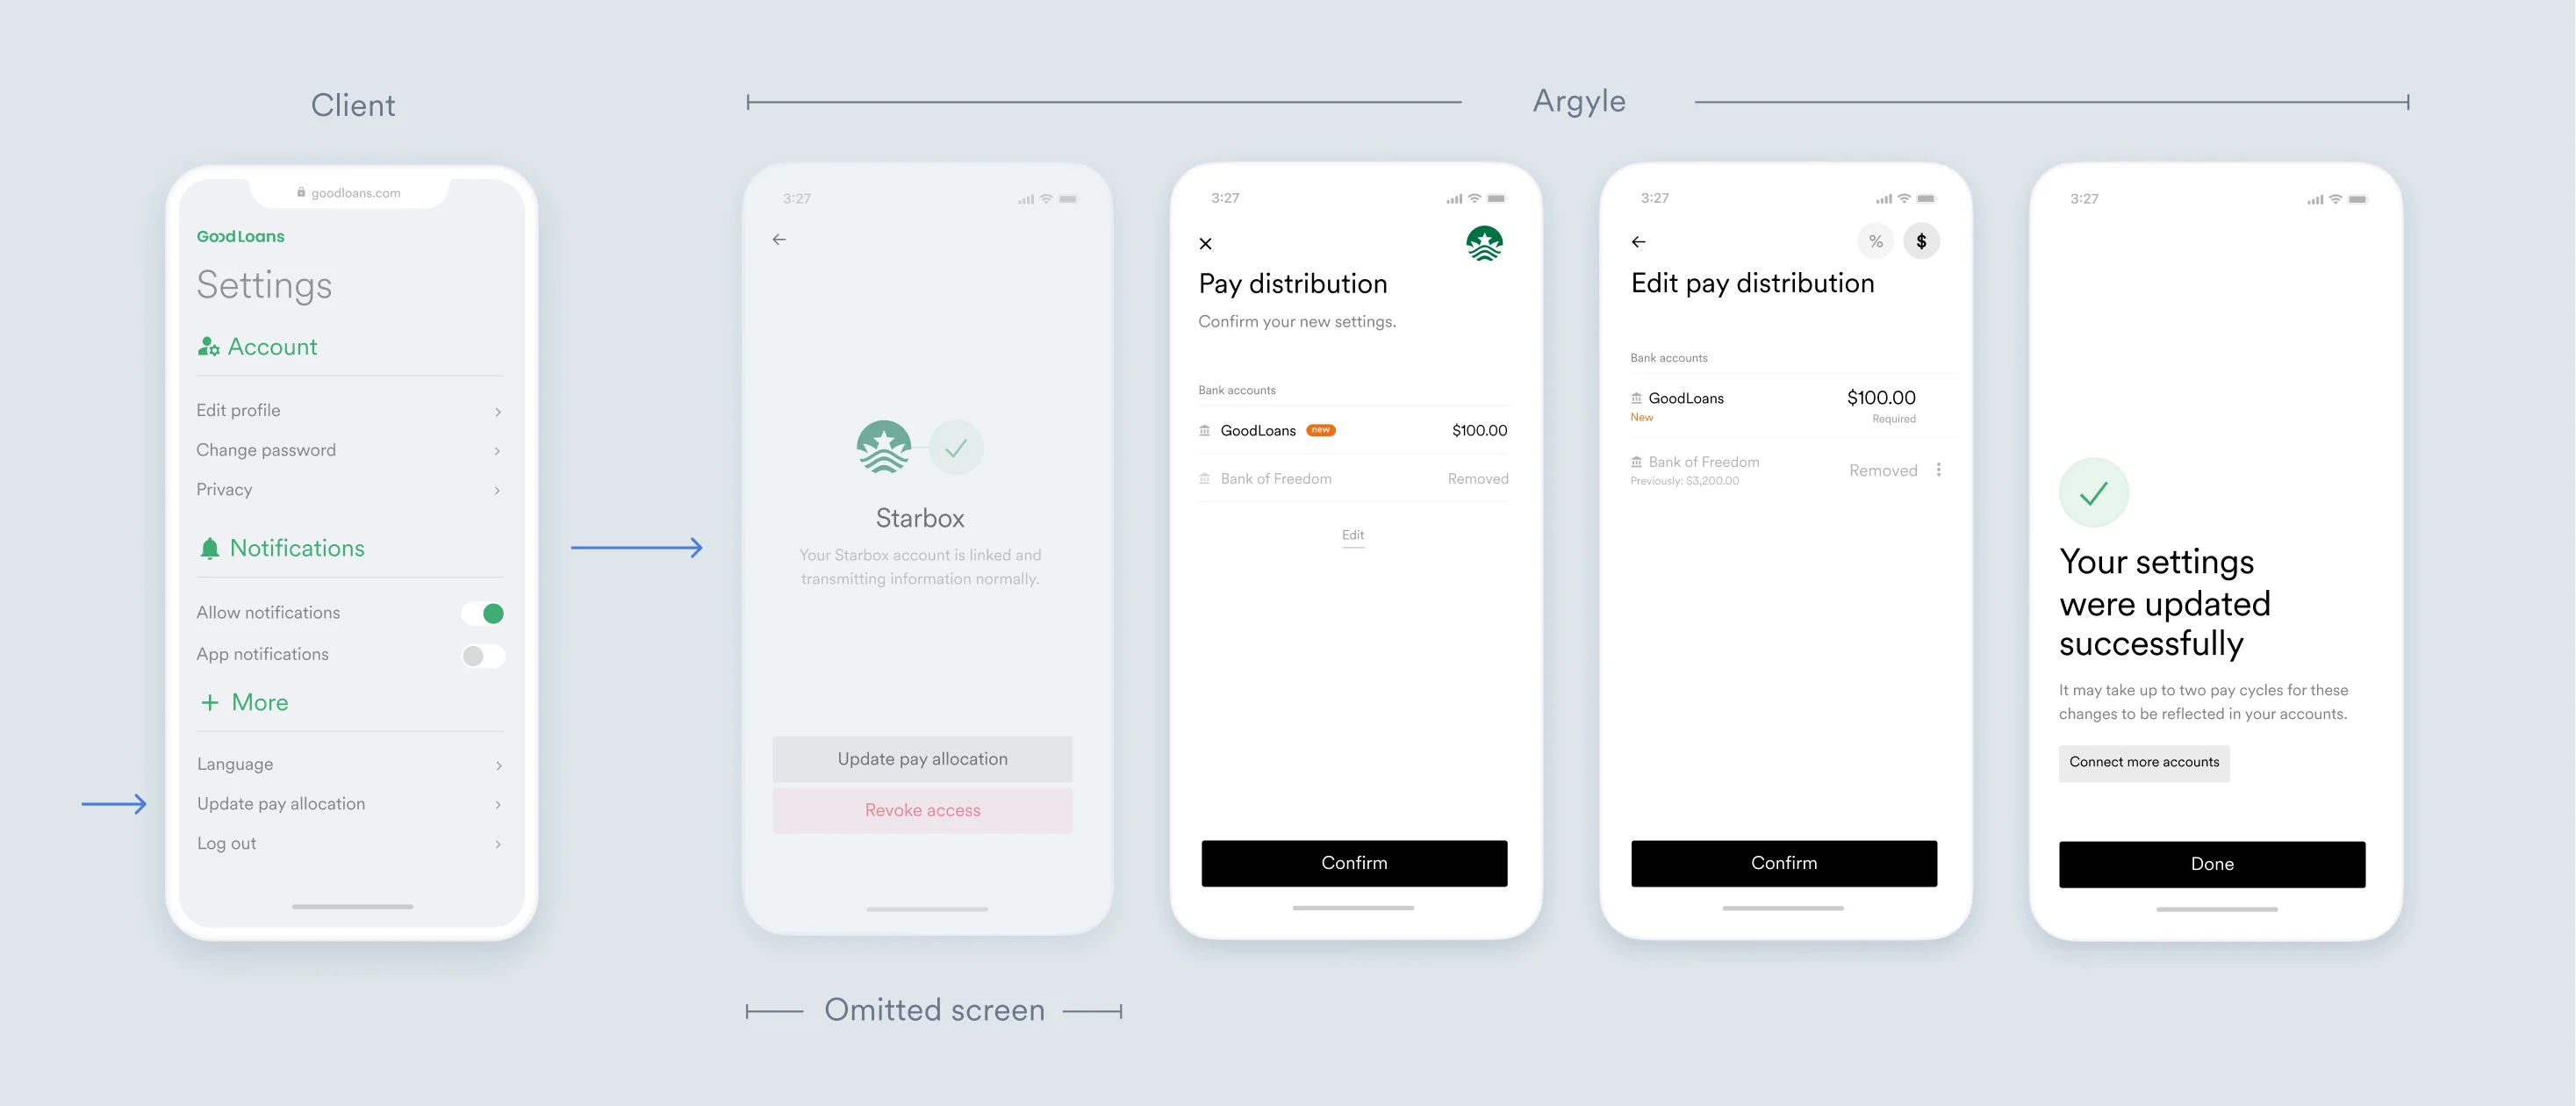 Client
Argyle
goodloans.com
GoodLoans
Settings
Account
Edit profile
Change password
Privacy
Notifications
Allow notifications
App notifications
+ More
Language
Update pay allocation
Log out
3:27
Starbox
Your Starbox account is linked and
transmitting information normally.
Update pay allocation
Revoke access
Omitted screen
3:27
Pay distribution
Confirm your new settings.
Bank accounts
GoodLoans new $100.00
Bank of Freedom Removed
Edit
Confirm
3:27
% $
Edit pay distribution
Bank accounts
GoodLoans $100.00
New Required
Bank of Freedom Removed
Previously: $3,200.00
Confirm
3:27
Your settings
were updated
successfully
It may take up to two pay cycles for these
changes to be reflected in your accounts.
Connect more accounts
Done